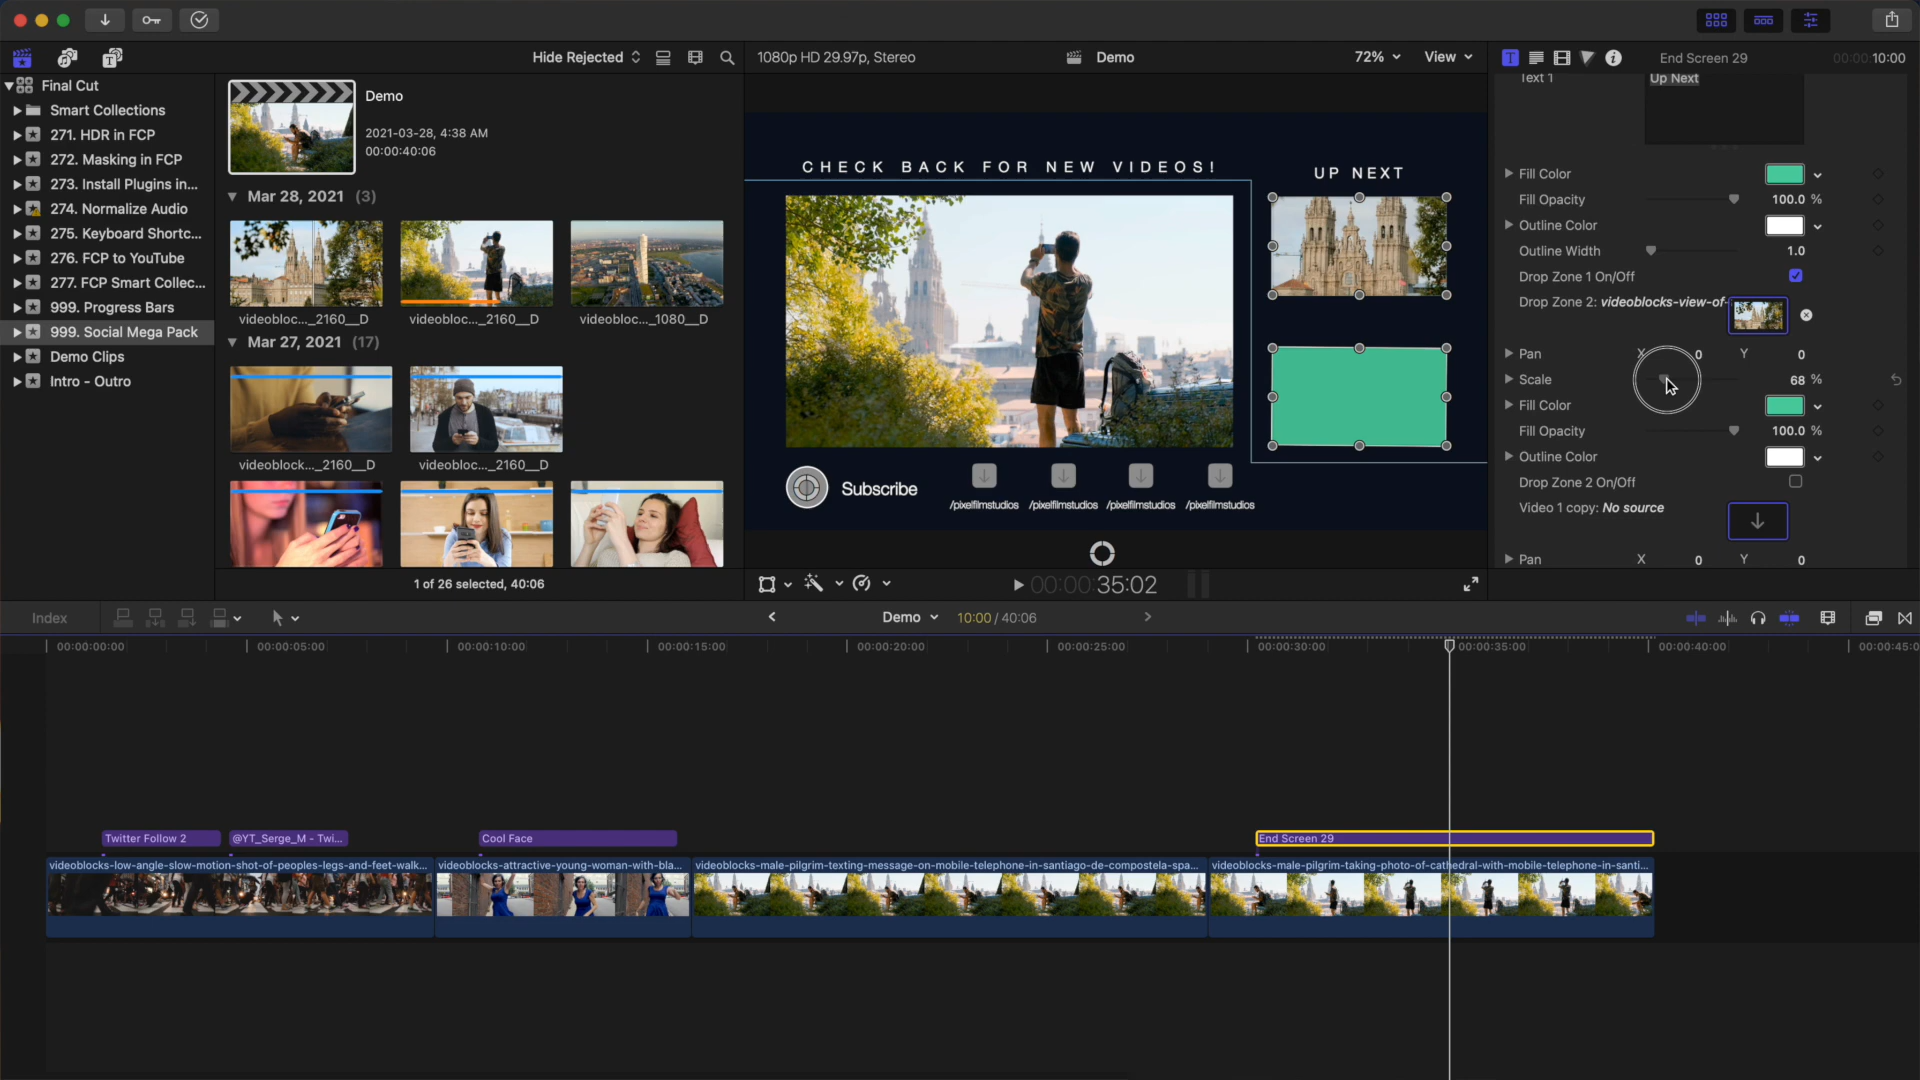 Hide Rejected
1080p HD 29.97p, Stereo
Demo
72%
View
End Screen 29
00:00:10:00
Final Cut
Smart Collections
271. HDR in FCP
272. Masking in FCP
273. Install Plugins in...
274. Normalize Audio
275. Keyboard Shortc...
276. FCP to YouTube
277. FCP Smart Collec...
999. Progress Bars
999. Social Mega Pack
Demo Clips
Intro - Outro
Demo
2021-03-28, 4:38 AM
00:00:40:06
Mar 28, 2021 (3)
videobloc..._2160__D
videobloc..._2160__D
videobloc..._1080__D
Mar 27, 2021 (17)
videoblock..._2160__D
videobloc..._2160__D
1 of 26 selected, 40:06
CHECK BACK FOR NEW VIDEOS!
UP NEXT
Subscribe
/pixelfilmstudios
/pixelfilmstudios
/pixelfilmstudios
/pixelfilmstudios
00:00:35:02
Text 1
Up Next
Fill Color
Fill Opacity 100.0 %
Outline Color
Outline Width 1.0
Drop Zone 1 On/Off
Drop Zone 2: videoblocks-view-of-
Pan X 0 Y 0
Scale 68 %
Fill Color
Fill Opacity 100.0 %
Outline Color
Drop Zone 2 On/Off
Video 1 copy: No source
Pan X 0 Y 0
Index
Demo
10:00 / 40:06
00:00:00:00
00:00:05:00
00:00:10:00
00:00:15:00
00:00:20:00
00:00:25:00
00:00:30:00
00:00:35:00
00:00:40:00
00:00:45:0
Twitter Follow 2
@YT_Serge_M - Twi...
Cool Face
End Screen 29
videoblocks-low-angle-slow-motion-shot-of-peoples-legs-and-feet-walk...
videoblocks-attractive-young-woman-with-bla...
videoblocks-male-pilgrim-texting-message-on-mobile-telephone-in-santiago-de-compostela-spa...
videoblocks-male-pilgrim-taking-photo-of-cathedral-with-mobile-telephone-in-santi...